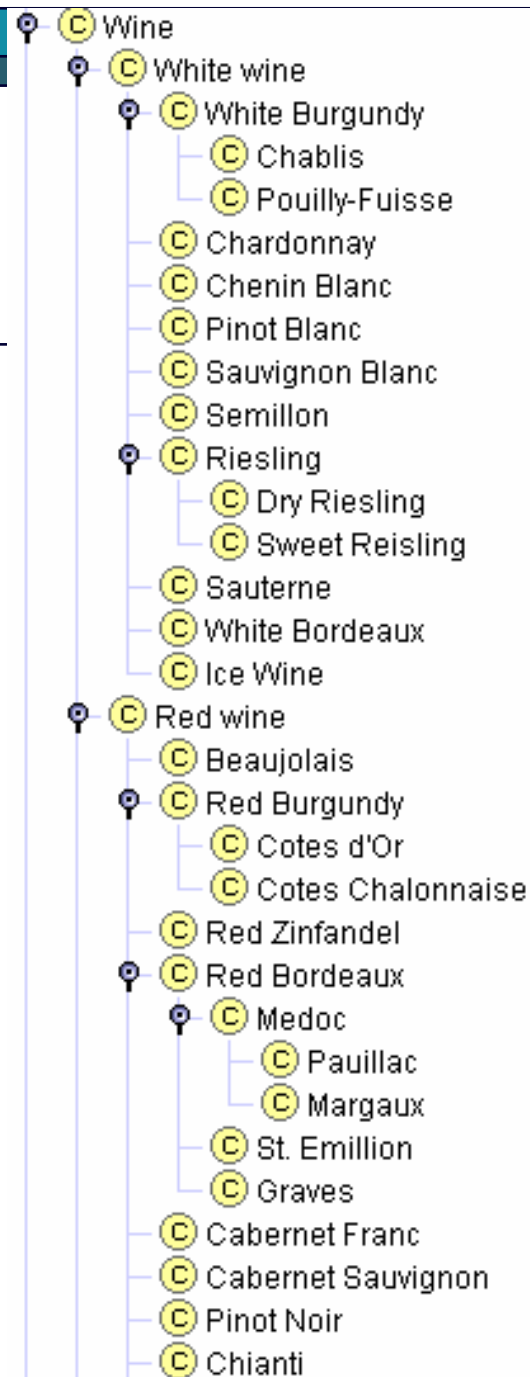 C Wine
C White wine
C White Burgundy
C Chablis
C Pouilly-Fuisse
C Chardonnay
C Chenin Blanc
C Pinot Blanc
C Sauvignon Blanc
C Semillon
C Riesling
C Dry Riesling
C Sweet Reisling
C Sauterne
C White Bordeaux
C Ice Wine
C Red wine
C Beaujolais
C Red Burgundy
C Cotes d'Or
C Cotes Chalonnaise
C Red Zinfandel
C Red Bordeaux
C Medoc
C Pauillac
C Margaux
C St. Emillion
C Graves
C Cabernet Franc
C Cabernet Sauvignon
C Pinot Noir
C Chianti